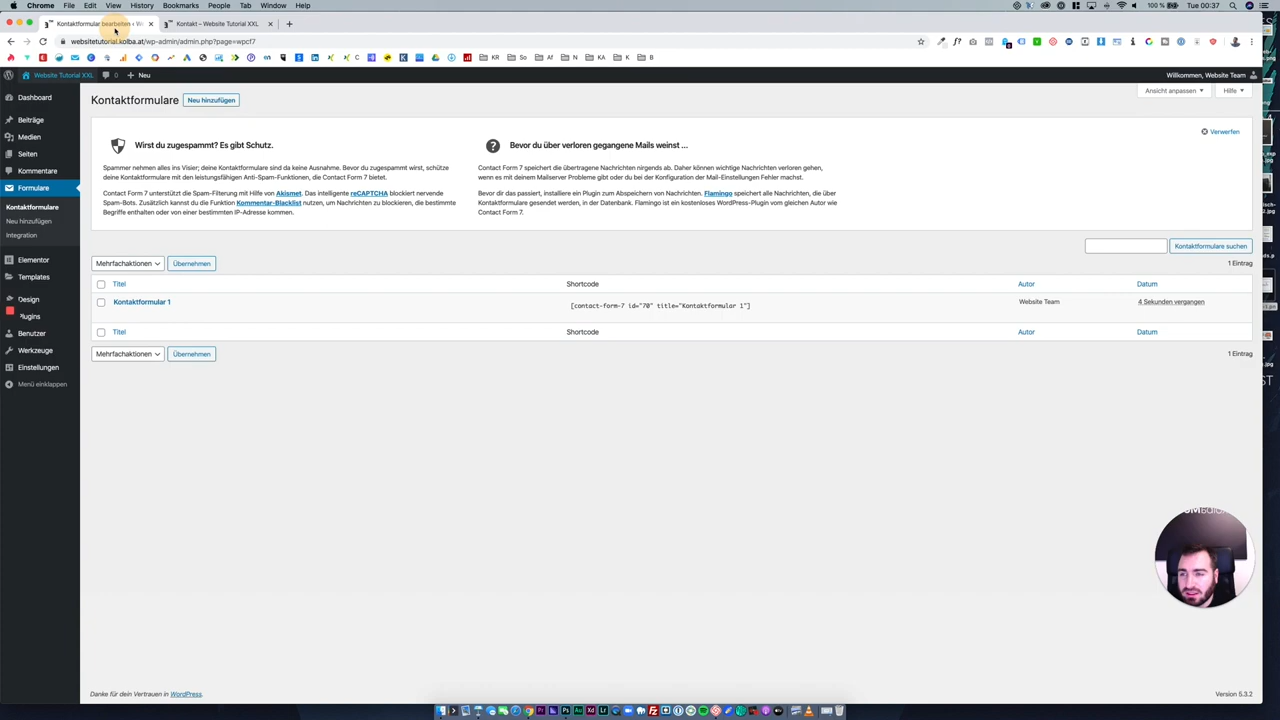 Chrome File Edit View History Bookmarks People Tab Window Help
100 % Tue 00:37
Kontaktformular bearbeiten ‹ W
Kontakt – Website Tutorial XXL
websitetutorial.kolba.at/wp-admin/admin.php?page=wpcf7
KR So Af N KA K B
Website Tutorial XXL 0 Neu
Willkommen, Website Team
Dashboard
Beiträge
Medien
Seiten
Kommentare
Formulare
Kontaktformulare
Neu hinzufügen
Integration
Elementor
Templates
Design
Plugins
Benutzer
Werkzeuge
Einstellungen
Menü einklappen
Kontaktformulare Neu hinzufügen
Ansicht anpassen Hilfe
Verwerfen
Wirst du zugespammt? Es gibt Schutz.
Spammer nehmen alles ins Visier; deine Kontaktformulare sind da keine Ausnahme. Bevor du zugespammt wirst, schütze
deine Kontaktformulare mit den leistungsfähigen Anti-Spam-Funktionen, die Contact Form 7 bietet.
Contact Form 7 unterstützt die Spam-Filterung mit Hilfe von Akismet. Das intelligente reCAPTCHA blockiert nervende
Spam-Bots. Zusätzlich kannst du die Funktion Kommentar-Blacklist nutzen, um Nachrichten zu blockieren, die bestimmte
Begriffe enthalten oder von einer bestimmten IP-Adresse kommen.
Bevor du über verloren gegangene Mails weinst ...
Contact Form 7 speichert die übertragene Nachrichten nirgends ab. Daher können wichtige Nachrichten verloren gehen,
wenn es mit deinem Mailserver Probleme gibt oder du bei der Konfiguration der Mail-Einstellungen Fehler machst.
Bevor dir das passiert, installiere ein Plugin zum Abspeichern von Nachrichten. Flamingo speichert alle Nachrichten, die über
Kontaktformulare gesendet werden, in der Datenbank. Flamingo ist ein kostenloses WordPress-Plugin vom gleichen Autor wie
Contact Form 7.
Kontaktformulare suchen
Mehrfachaktionen Übernehmen
1 Eintrag
Titel Shortcode Autor Datum
Kontaktformular 1 [contact-form-7 id="70" title="Kontaktformular 1"] Website Team 4 Sekunden vergangen
Titel Shortcode Autor Datum
Mehrfachaktionen Übernehmen
1 Eintrag
Danke für dein Vertrauen in WordPress.
Version 5.3.2